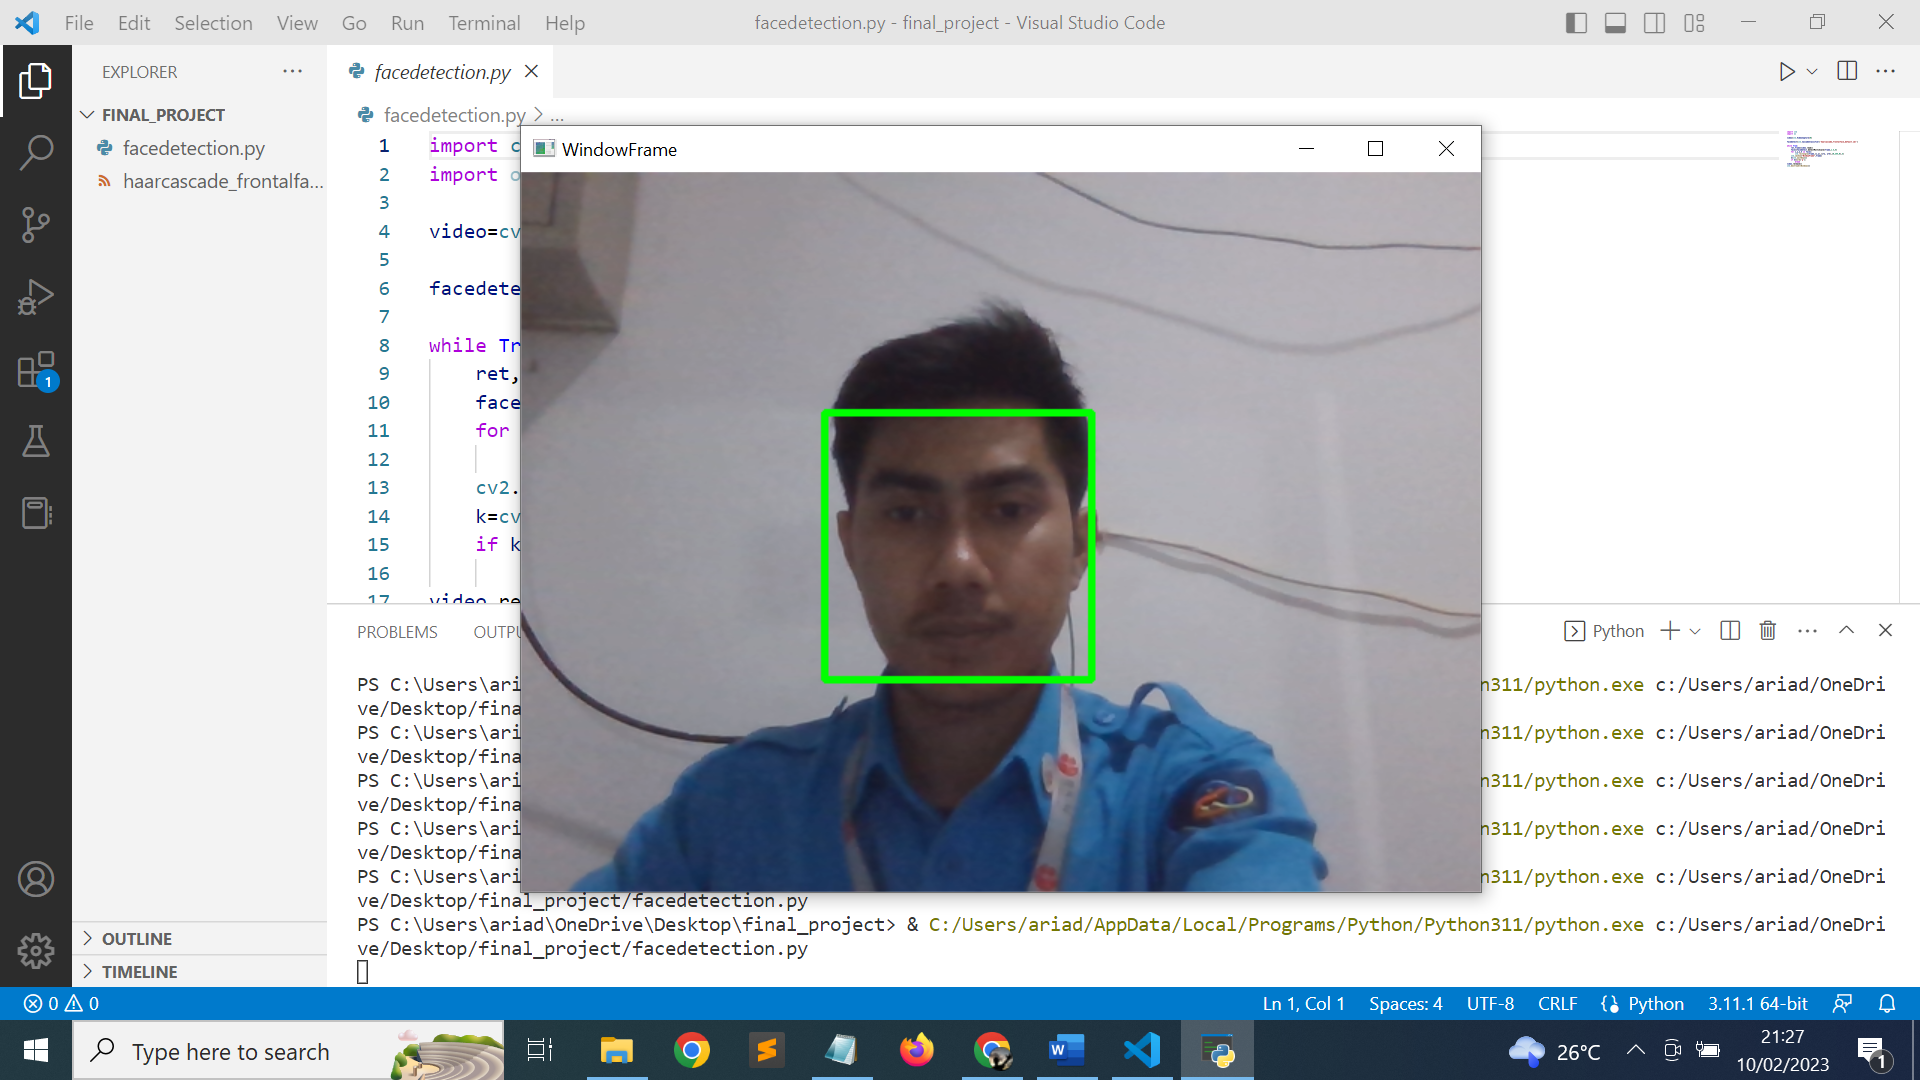 File Edit Selection View Go Run Terminal Help
facedetection.py - final_project - Visual Studio Code
EXPLORER
FINAL_PROJECT
facedetection.py
haarcascade_frontalfa...
OUTLINE
TIMELINE
facedetection.py
facedetection.py > ...
WindowFrame
1 import c
2 import o
3
4 video=cv
5
6 facedete
7
8 while Tr
9 ret,
10 face
11 for
12
13 cv2.
14 k=cv
15 if k
16
17 video re
PROBLEMS OUTPU
Python
PS C:\Users\ari n311/python.exe c:/Users/ariad/OneDri
ve/Desktop/fina
PS C:\Users\ari n311/python.exe c:/Users/ariad/OneDri
ve/Desktop/fina
PS C:\Users\ari n311/python.exe c:/Users/ariad/OneDri
ve/Desktop/fina
PS C:\Users\ari n311/python.exe c:/Users/ariad/OneDri
ve/Desktop/fina
PS C:\Users\ari n311/python.exe c:/Users/ariad/OneDri
ve/Desktop/final_project/facedetection.py
PS C:\Users\ariad\OneDrive\Desktop\final_project> & C:/Users/ariad/AppData/Local/Programs/Python/Python311/python.exe c:/Users/ariad/OneDri
ve/Desktop/final_project/facedetection.py
1
0 0
Ln 1, Col 1 Spaces: 4 UTF-8 CRLF Python 3.11.1 64-bit
Type here to search
26°C
21:27
10/02/2023
1